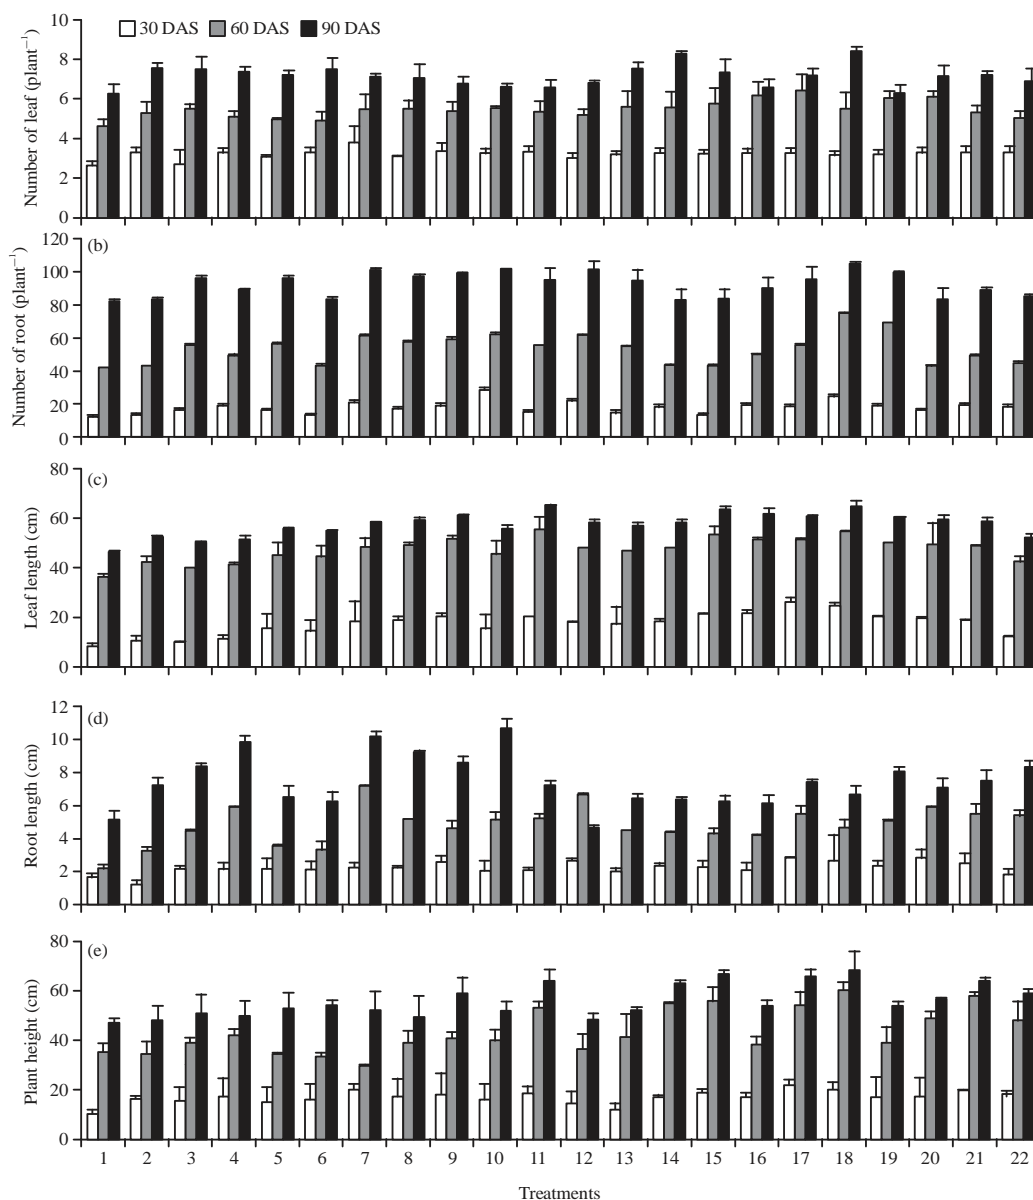 30 DAS 60 DAS 90 DAS
Number of leaf (plant⁻¹)
10
8
6
4
2
0
(b)
Number of root (plant⁻¹)
120
100
80
60
40
20
0
(c)
Leaf length (cm)
80
60
40
20
0
(d)
Root length (cm)
12
10
8
6
4
2
0
(e)
Plant height (cm)
80
60
40
20
0
1 2 3 4 5 6 7 8 9 10 11 12 13 14 15 16 17 18 19 20 21 22
Treatments